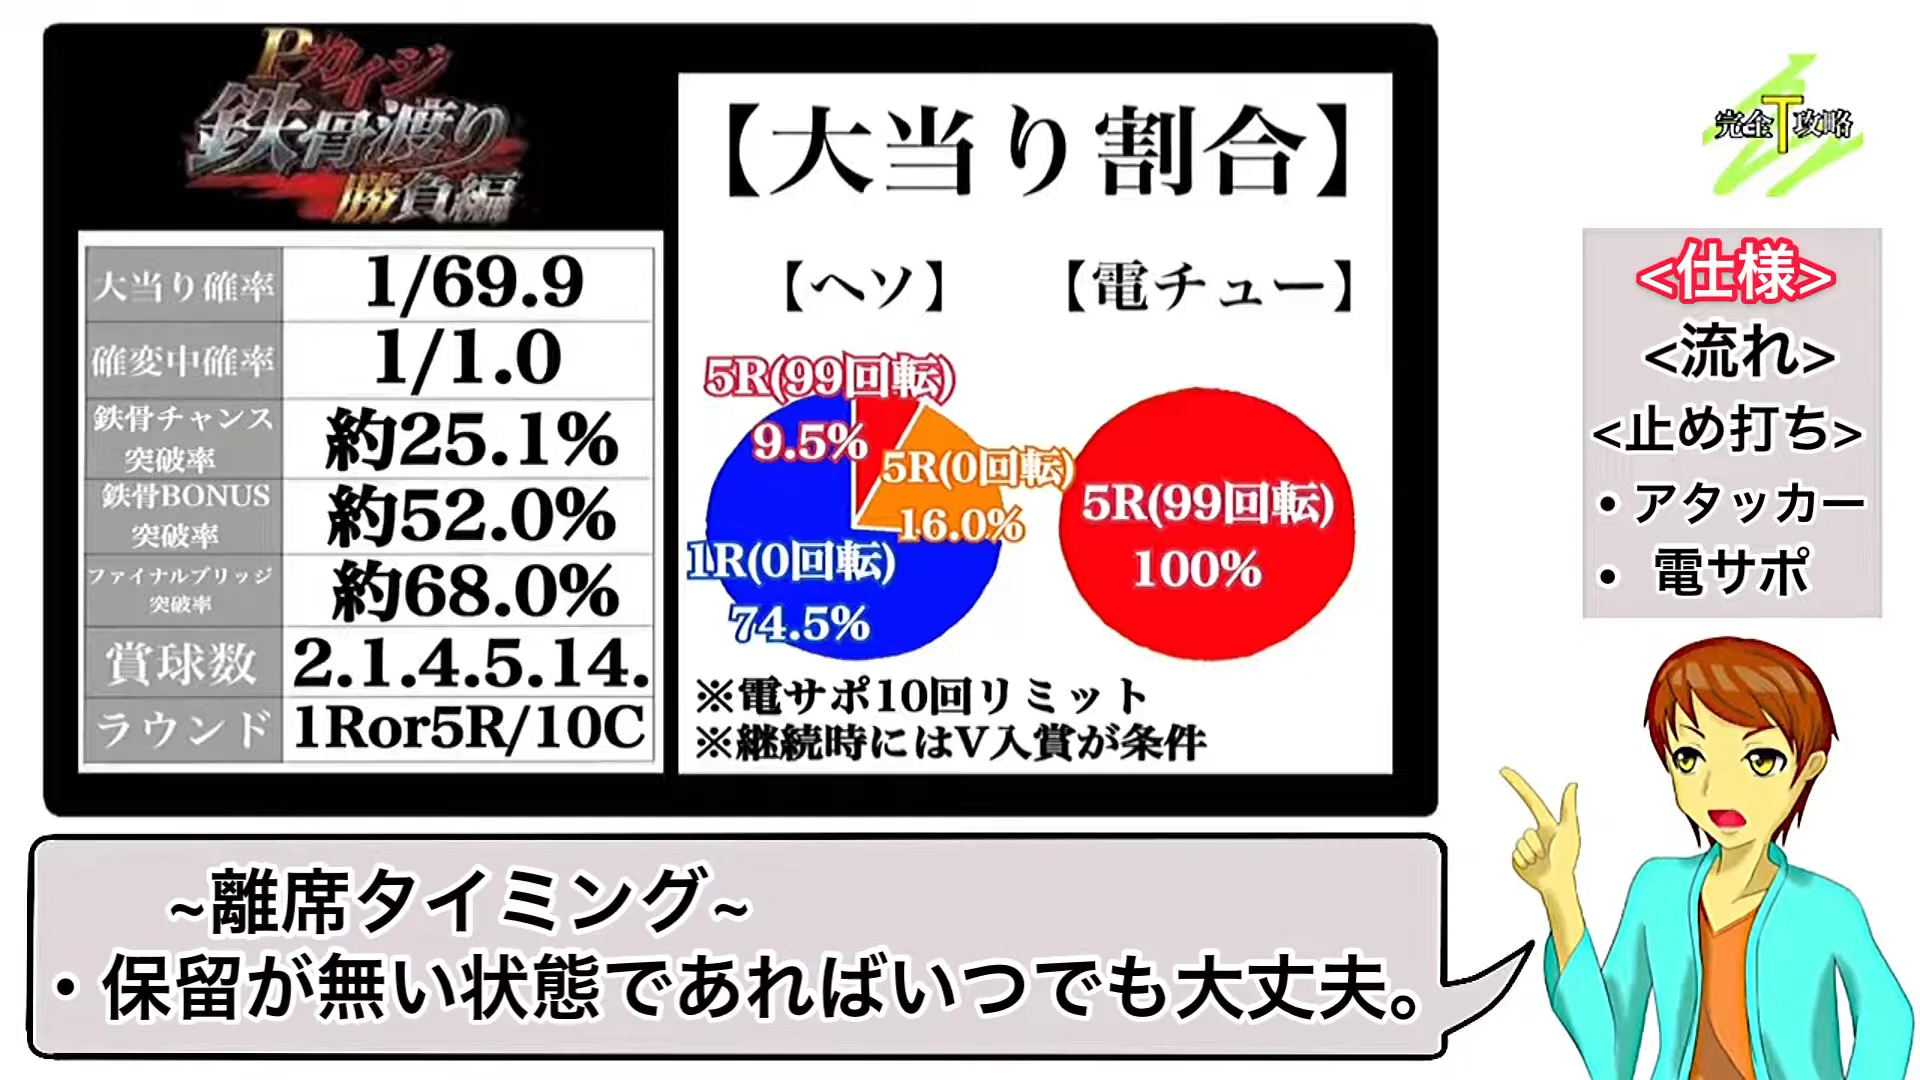 Pカイジ
鉄骨渡り
勝負編
大当り確率 1/69.9
確変中確率 1/1.0
鉄骨チャンス
突破率
約25.1%
鉄骨BONUS
突破率
約52.0%
ファイナルブリッジ
突破率
約68.0%
賞球数 2.1.4.5.14.
ラウンド 1Ror5R/10C
【大当り割合】
【ヘソ】
5R(99回転)
9.5%
5R(0回転)
16.0%
1R(0回転)
74.5%
【電チュー】
5R(99回転)
100%
※電サポ10回リミット
※継続時にはV入賞が条件
完全T攻略
<仕様>
<流れ>
<止め打ち>
・アタッカー
・電サポ
~離席タイミング~
・保留が無い状態であればいつでも大丈夫。